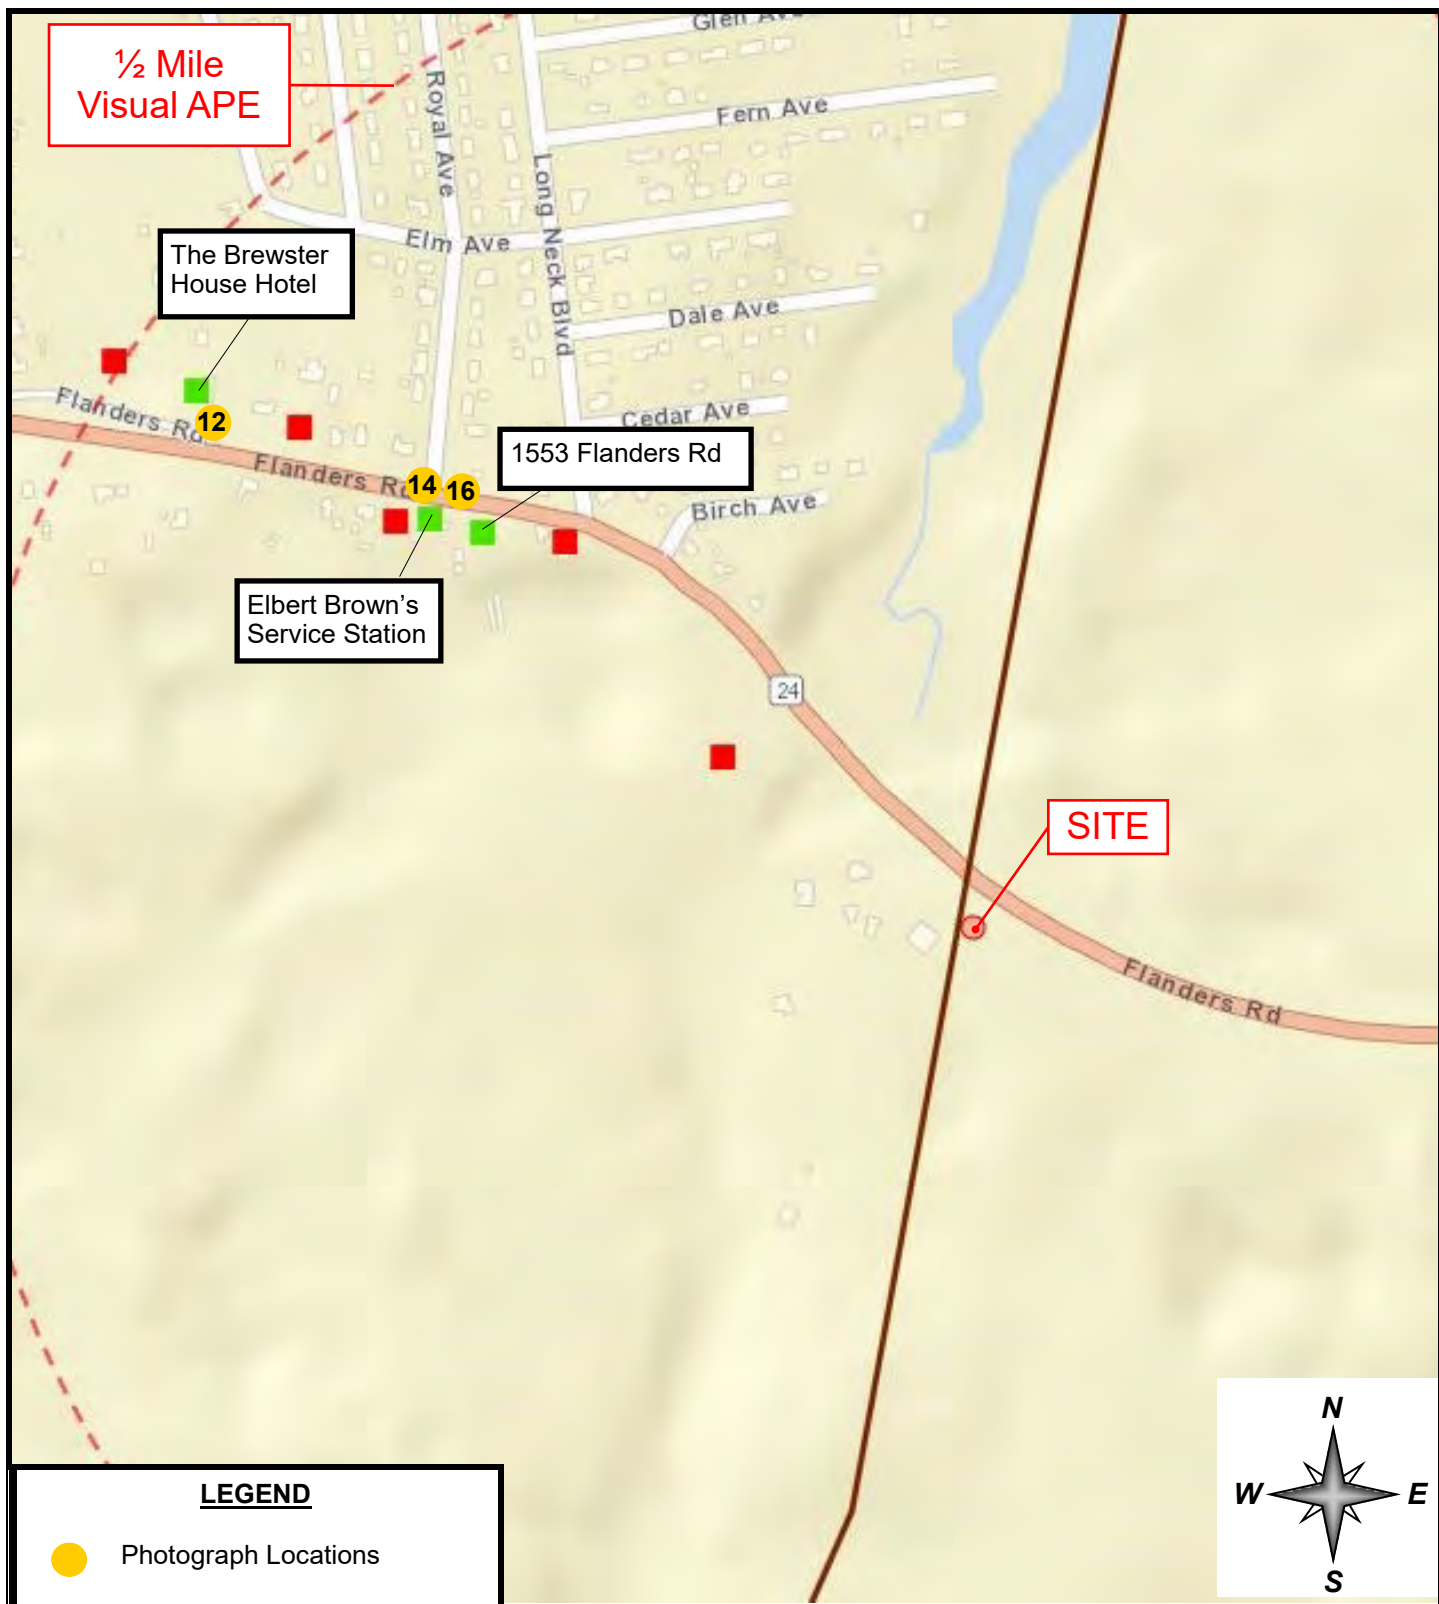 Glen Ave
½ Mile
Visual APE
Royal Ave
Fern Ave
Long Neck Blvd
Elm Ave
The Brewster
House Hotel
Dale Ave
Flanders Rd
12
Cedar Ave
1553 Flanders Rd
Flanders Rd
14
16
Birch Ave
Elbert Brown’s
Service Station
24
SITE
Flanders Rd
LEGEND
Photograph Locations
N
W
E
S